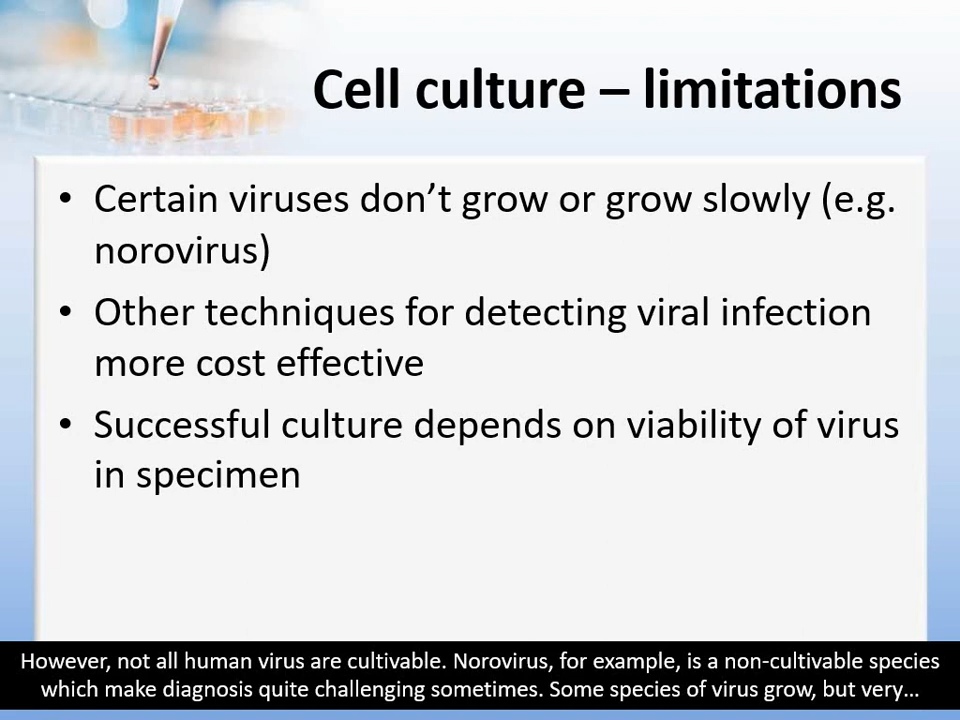 Cell culture – limitations
• Certain viruses don’t grow or grow slowly (e.g.
norovirus)
• Other techniques for detecting viral infection
more cost effective
• Successful culture depends on viability of virus
in specimen
However, not all human virus are cultivable. Norovirus, for example, is a non-cultivable species
which make diagnosis quite challenging sometimes. Some species of virus grow, but very...